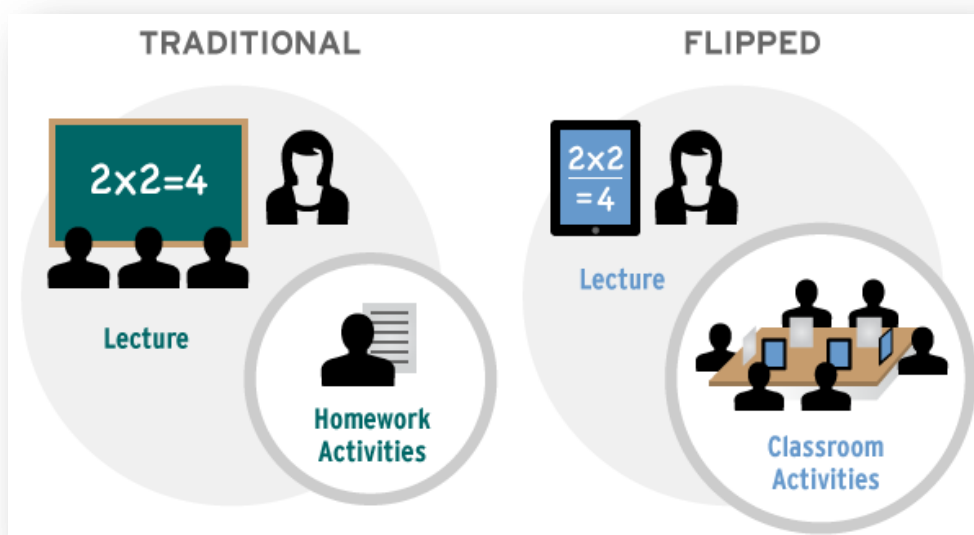 TRADITIONAL
2x2=4
Lecture
Homework
Activities
FLIPPED
2x2
=4
Lecture
Classroom
Activities